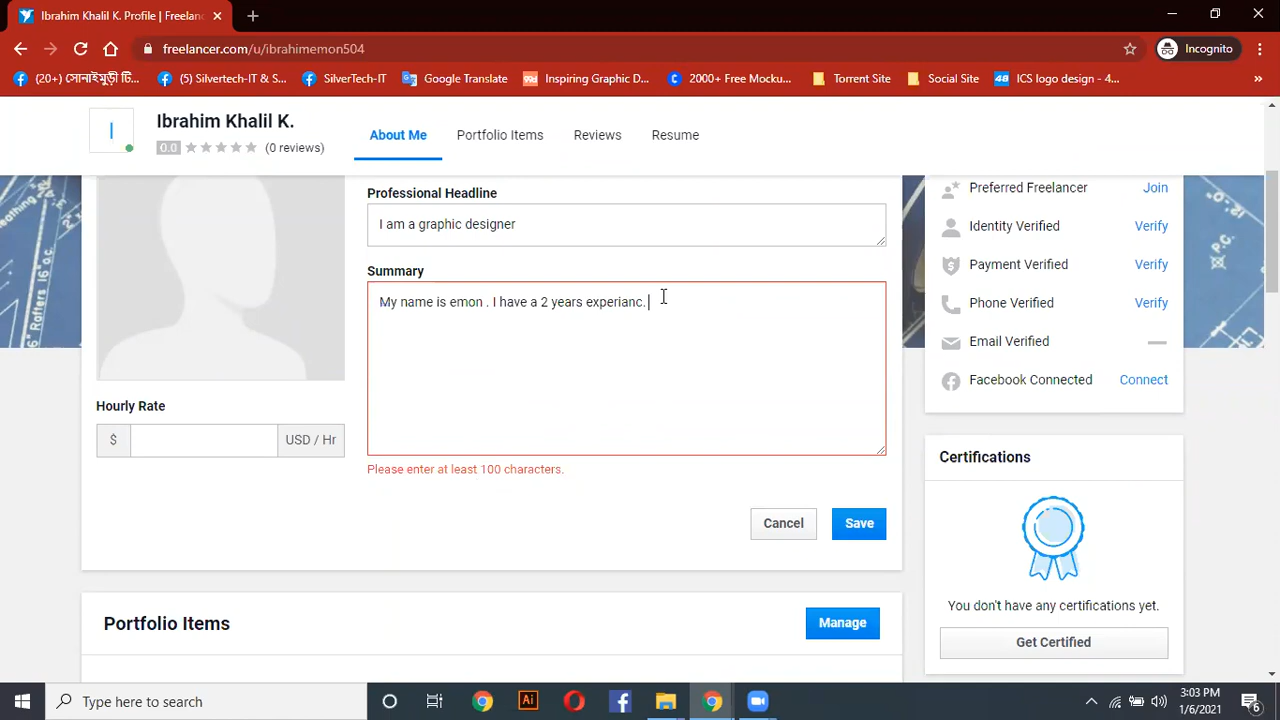 Ibrahim Khalil K. Profile | Freelanc
freelancer.com/u/ibrahimemon504
Incognito
(20+) সোনাইমুড়ী টি...
(5) Silvertech-IT & S...
SilverTech-IT
Google Translate
Inspiring Graphic D...
2000+ Free Mocku...
Torrent Site
Social Site
ICS logo design - 4...
»
I
Ibrahim Khalil K.
0.0
(0 reviews)
About Me
Portfolio Items
Reviews
Resume
Professional Headline
I am a graphic designer
Summary
My name is emon . I have a 2 years experianc.
Please enter at least 100 characters.
Hourly Rate
$
USD / Hr
Cancel
Save
Portfolio Items
Manage
Preferred Freelancer
Join
Identity Verified
Verify
Payment Verified
Verify
Phone Verified
Verify
Email Verified
Facebook Connected
Connect
Certifications
You don't have any certifications yet.
Get Certified
Type here to search
Ai
3:03 PM
1/6/2021
6